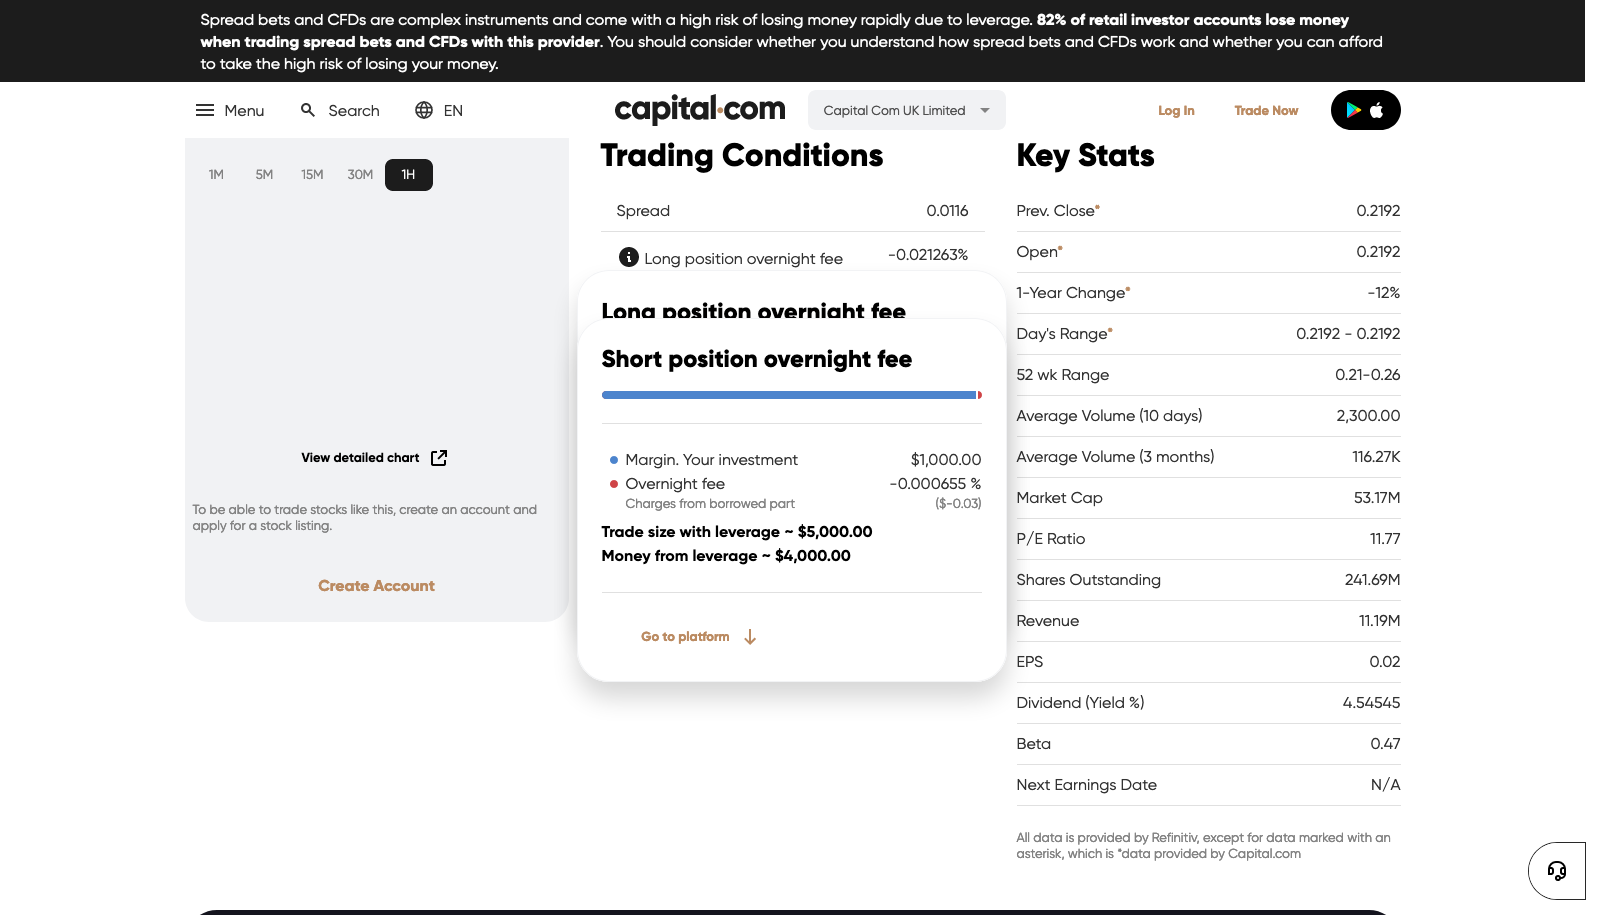 Spread bets and CFDs are complex instruments and come with a high risk of losing money rapidly due to leverage. 82% of retail investor accounts lose money
when trading spread bets and CFDs with this provider. You should consider whether you understand how spread bets and CFDs work and whether you can afford
to take the high risk of losing your money.
Menu Search EN capital.com Capital Com UK Limited Log In Trade Now
1M 5M 15M 30M 1H
View detailed chart
To be able to trade stocks like this, create an account and
apply for a stock listing.
Create Account
Trading Conditions
Spread 0.0116
Long position overnight fee -0.021263%
Long position overnight fee
Short position overnight fee
Margin. Your investment $1,000.00
Overnight fee -0.000655 %
Charges from borrowed part ($-0.03)
Trade size with leverage ~ $5,000.00
Money from leverage ~ $4,000.00
Go to platform
Key Stats
Prev. Close* 0.2192
Open* 0.2192
1-Year Change* -12%
Day's Range* 0.2192 - 0.2192
52 wk Range 0.21-0.26
Average Volume (10 days) 2,300.00
Average Volume (3 months) 116.27K
Market Cap 53.17M
P/E Ratio 11.77
Shares Outstanding 241.69M
Revenue 11.19M
EPS 0.02
Dividend (Yield %) 4.54545
Beta 0.47
Next Earnings Date N/A
All data is provided by Refinitiv, except for data marked with an
asterisk, which is *data provided by Capital.com